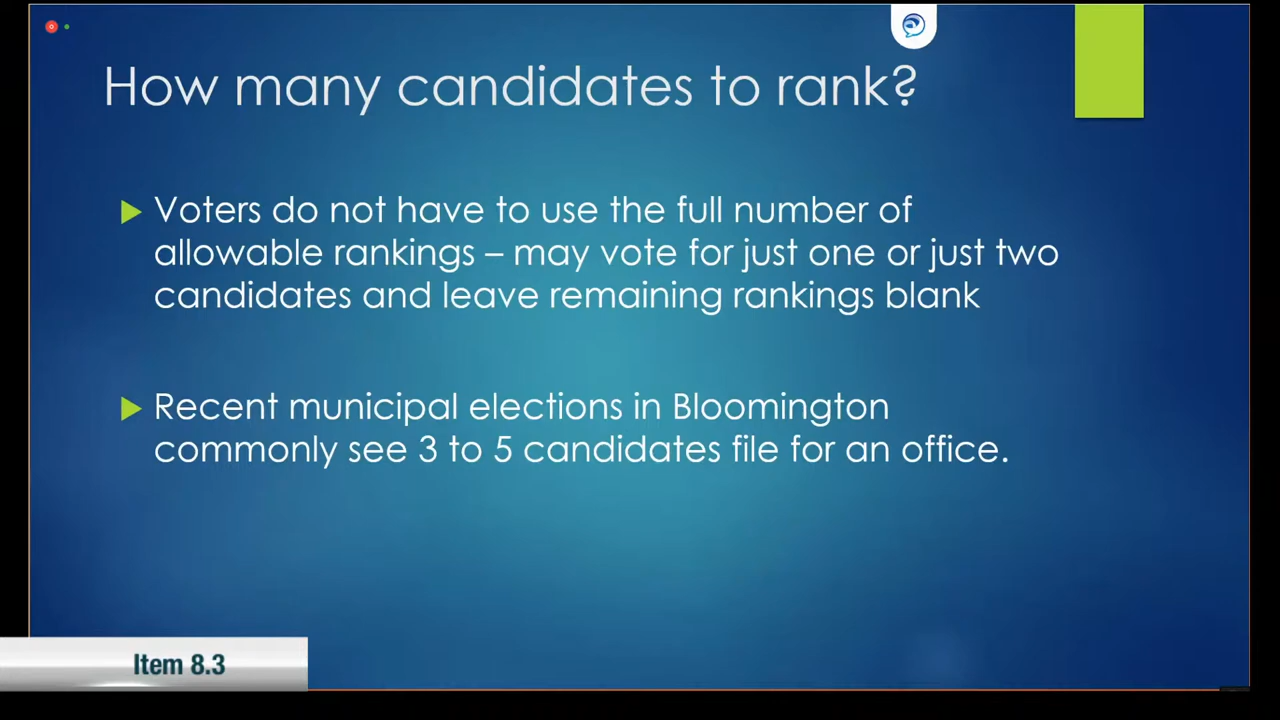 How many candidates to rank?
Voters do not have to use the full number of
allowable rankings – may vote for just one or just two
candidates and leave remaining rankings blank
Recent municipal elections in Bloomington
commonly see 3 to 5 candidates file for an office.
Item 8.3